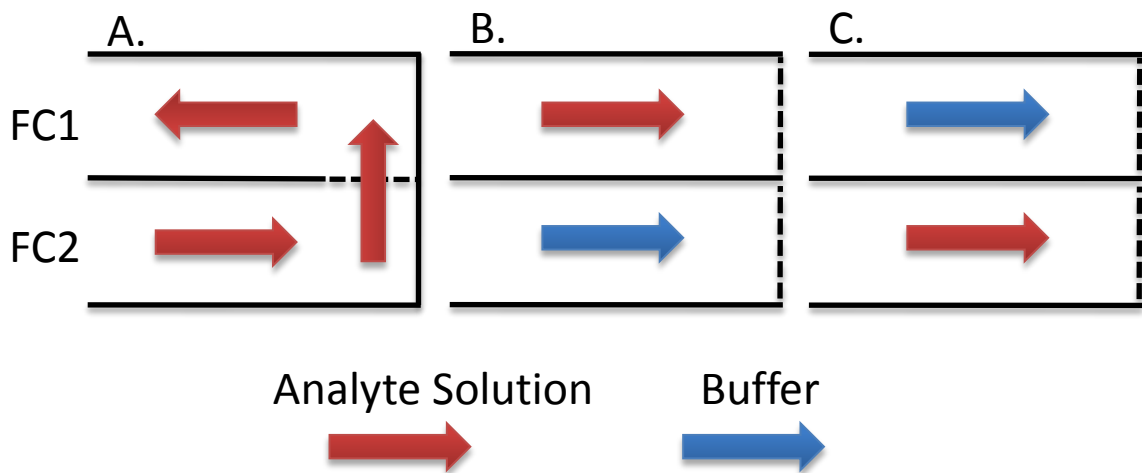 A.
B.
C.
FC1
FC2
Analyte Solution
Buffer